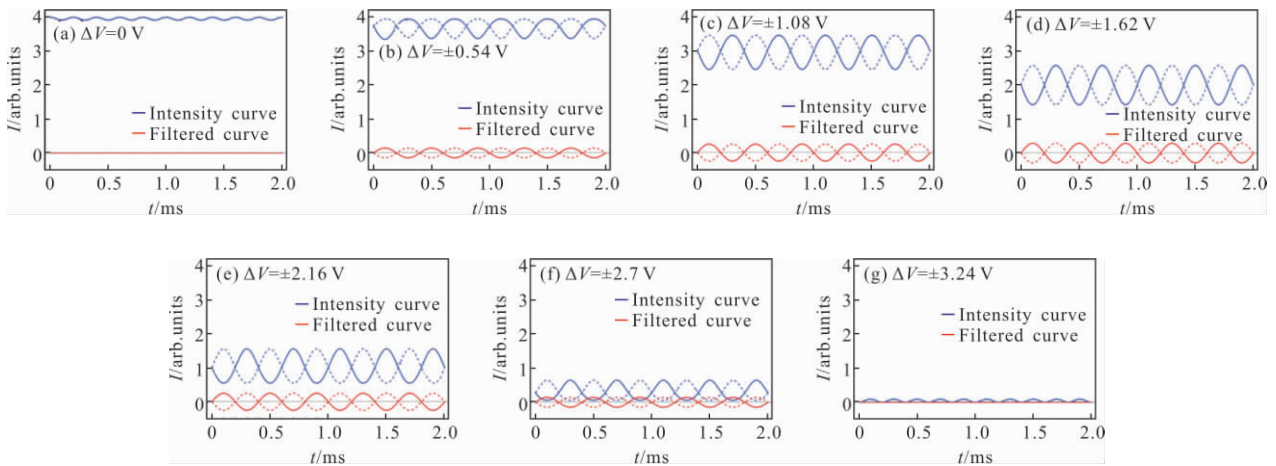 (a) ΔV=0 V
I/arb.units
4
3
2
1
0
Intensity curve
Filtered curve
0 0.5 1.0 1.5 2.0
t/ms
(b) ΔV=±0.54 V
I/arb.units
4
3
2
1
0
Intensity curve
Filtered curve
0 0.5 1.0 1.5 2.0
t/ms
(c) ΔV=±1.08 V
I/arb.units
4
3
2
1
0
Intensity curve
Filtered curve
0 0.5 1.0 1.5 2.0
t/ms
(d) ΔV=±1.62 V
I/arb.units
4
3
2
1
0
Intensity curve
Filtered curve
0 0.5 1.0 1.5 2.0
t/ms
(e) ΔV=±2.16 V
I/arb.units
4
3
2
1
0
Intensity curve
Filtered curve
0 0.5 1.0 1.5 2.0
t/ms
(f) ΔV=±2.7 V
I/arb.units
4
3
2
1
0
Intensity curve
Filtered curve
0 0.5 1.0 1.5 2.0
t/ms
(g) ΔV=±3.24 V
I/arb.units
4
3
2
1
0
Intensity curve
Filtered curve
0 0.5 1.0 1.5 2.0
t/ms